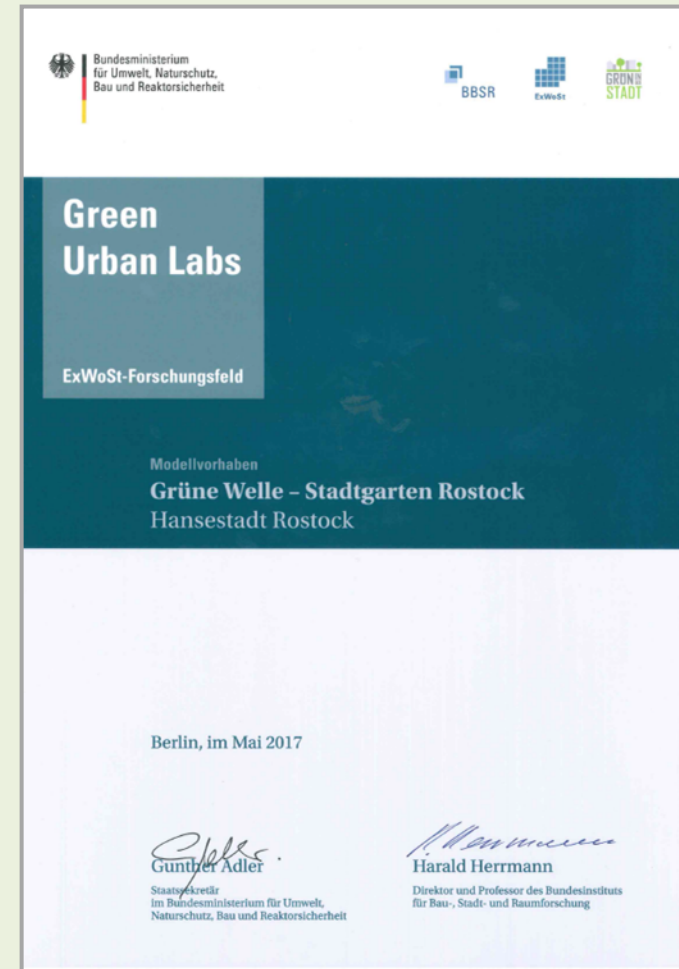 Bundesministerium
für Umwelt, Naturschutz,
Bau und Reaktorsicherheit
BBSR
ExWoSt
GRÜN IN DER
STADT
Green
Urban Labs
ExWoSt-Forschungsfeld
Modellvorhaben
Grüne Welle – Stadtgarten Rostock
Hansestadt Rostock
Berlin, im Mai 2017
Gunther Adler
Staatssekretär
im Bundesministerium für Umwelt,
Naturschutz, Bau und Reaktorsicherheit
Harald Herrmann
Direktor und Professor des Bundesinstituts
für Bau-, Stadt- und Raumforschung